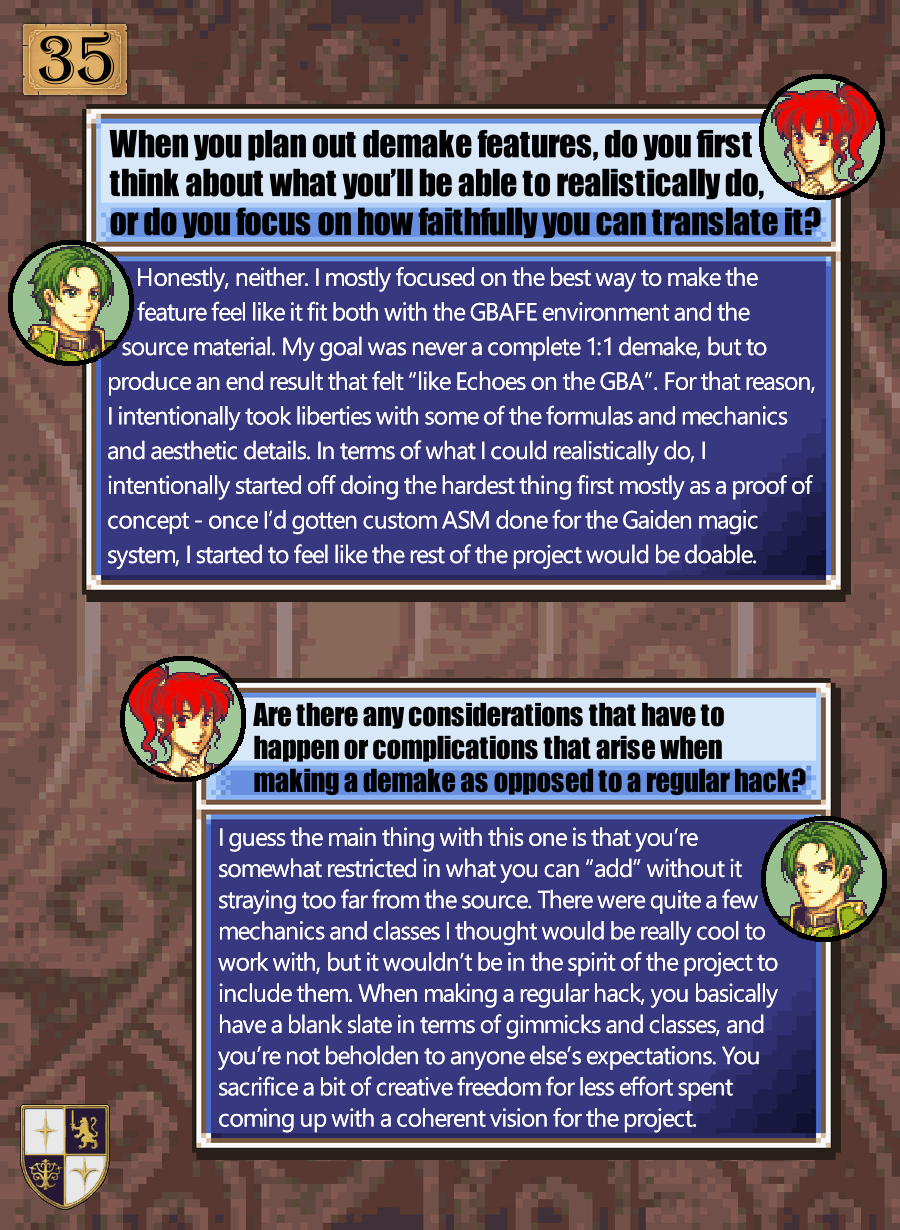 35
When you plan out demake features, do you first
think about what you'll be able to realistically do,
or do you focus on how faithfully you can translate it?
Honestly, neither. I mostly focused on the best way to make the
feature feel like it fit both with the GBAFE environment and the
source material. My goal was never a complete 1:1 demake, but to
produce an end result that felt "like Echoes on the GBA". For that reason,
I intentionally took liberties with some of the formulas and mechanics
and aesthetic details. In terms of what I could realistically do, I
intentionally started off doing the hardest thing first mostly as a proof of
concept - once I'd gotten custom ASM done for the Gaiden magic
system, I started to feel like the rest of the project would be doable.
Are there any considerations that have to
happen or complications that arise when
making a demake as opposed to a regular hack?
I guess the main thing with this one is that you're
somewhat restricted in what you can "add" without it
straying too far from the source. There were quite a few
mechanics and classes I thought would be really cool to
work with, but it wouldn't be in the spirit of the project to
include them. When making a regular hack, you basically
have a blank slate in terms of gimmicks and classes, and
you're not beholden to anyone else's expectations. You
sacrifice a bit of creative freedom for less effort spent
coming up with a coherent vision for the project.